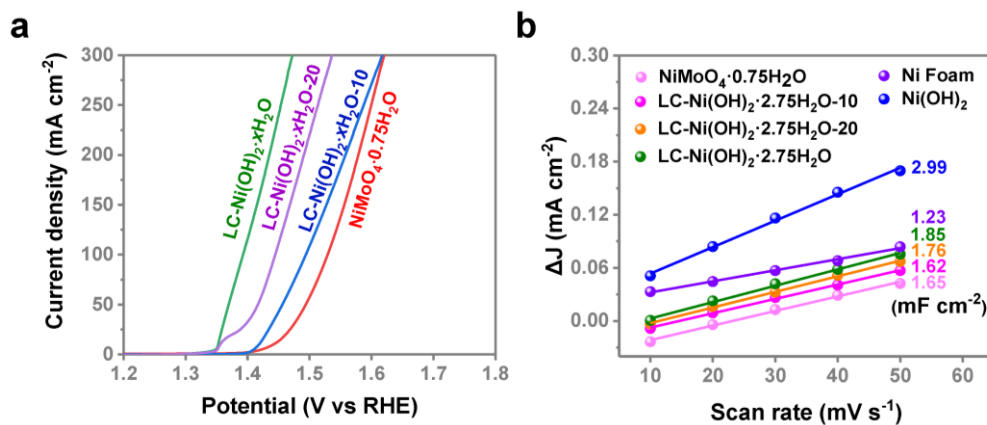 a
300
250
200
150
100
50
0
Current density (mA cm⁻²)
LC-Ni(OH)₂·xH₂O
LC-Ni(OH)₂·xH₂O-20
LC-Ni(OH)₂·xH₂O-10
NiMoO₄·0.75H₂O
1.2 1.3 1.4 1.5 1.6 1.7 1.8
Potential (V vs RHE)
b
0.30
0.24
0.18
0.12
0.06
0.00
ΔJ (mA cm⁻²)
NiMoO₄·0.75H₂O
LC-Ni(OH)₂·2.75H₂O-10
LC-Ni(OH)₂·2.75H₂O-20
LC-Ni(OH)₂·2.75H₂O
Ni Foam
Ni(OH)₂
2.99
1.23
1.85
1.76
1.62
1.65
(mF cm⁻²)
10 20 30 40 50 60
Scan rate (mV s⁻¹)